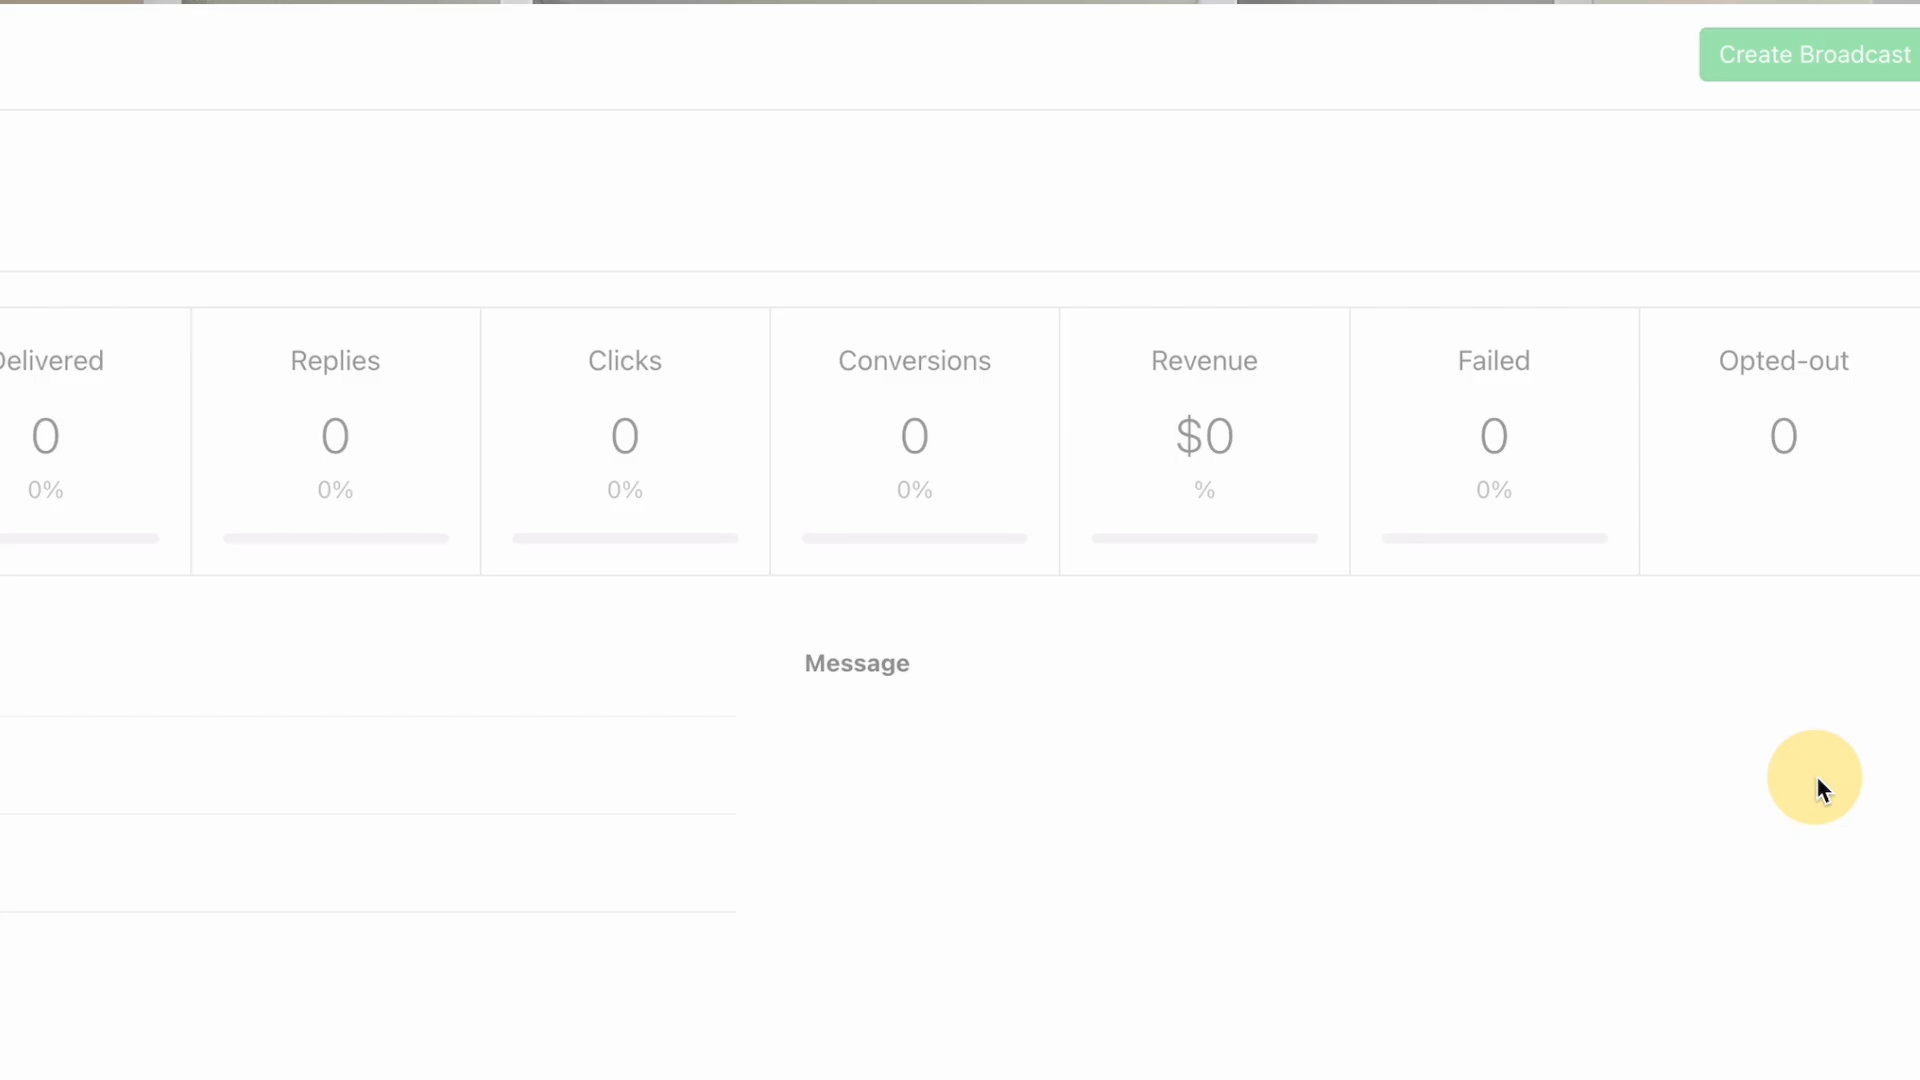 Create Broadcast
Delivered Replies Clicks Conversions Revenue Failed Opted-out
0 0 0 0 $0 0 0
0% 0% 0% 0% % 0%
Message